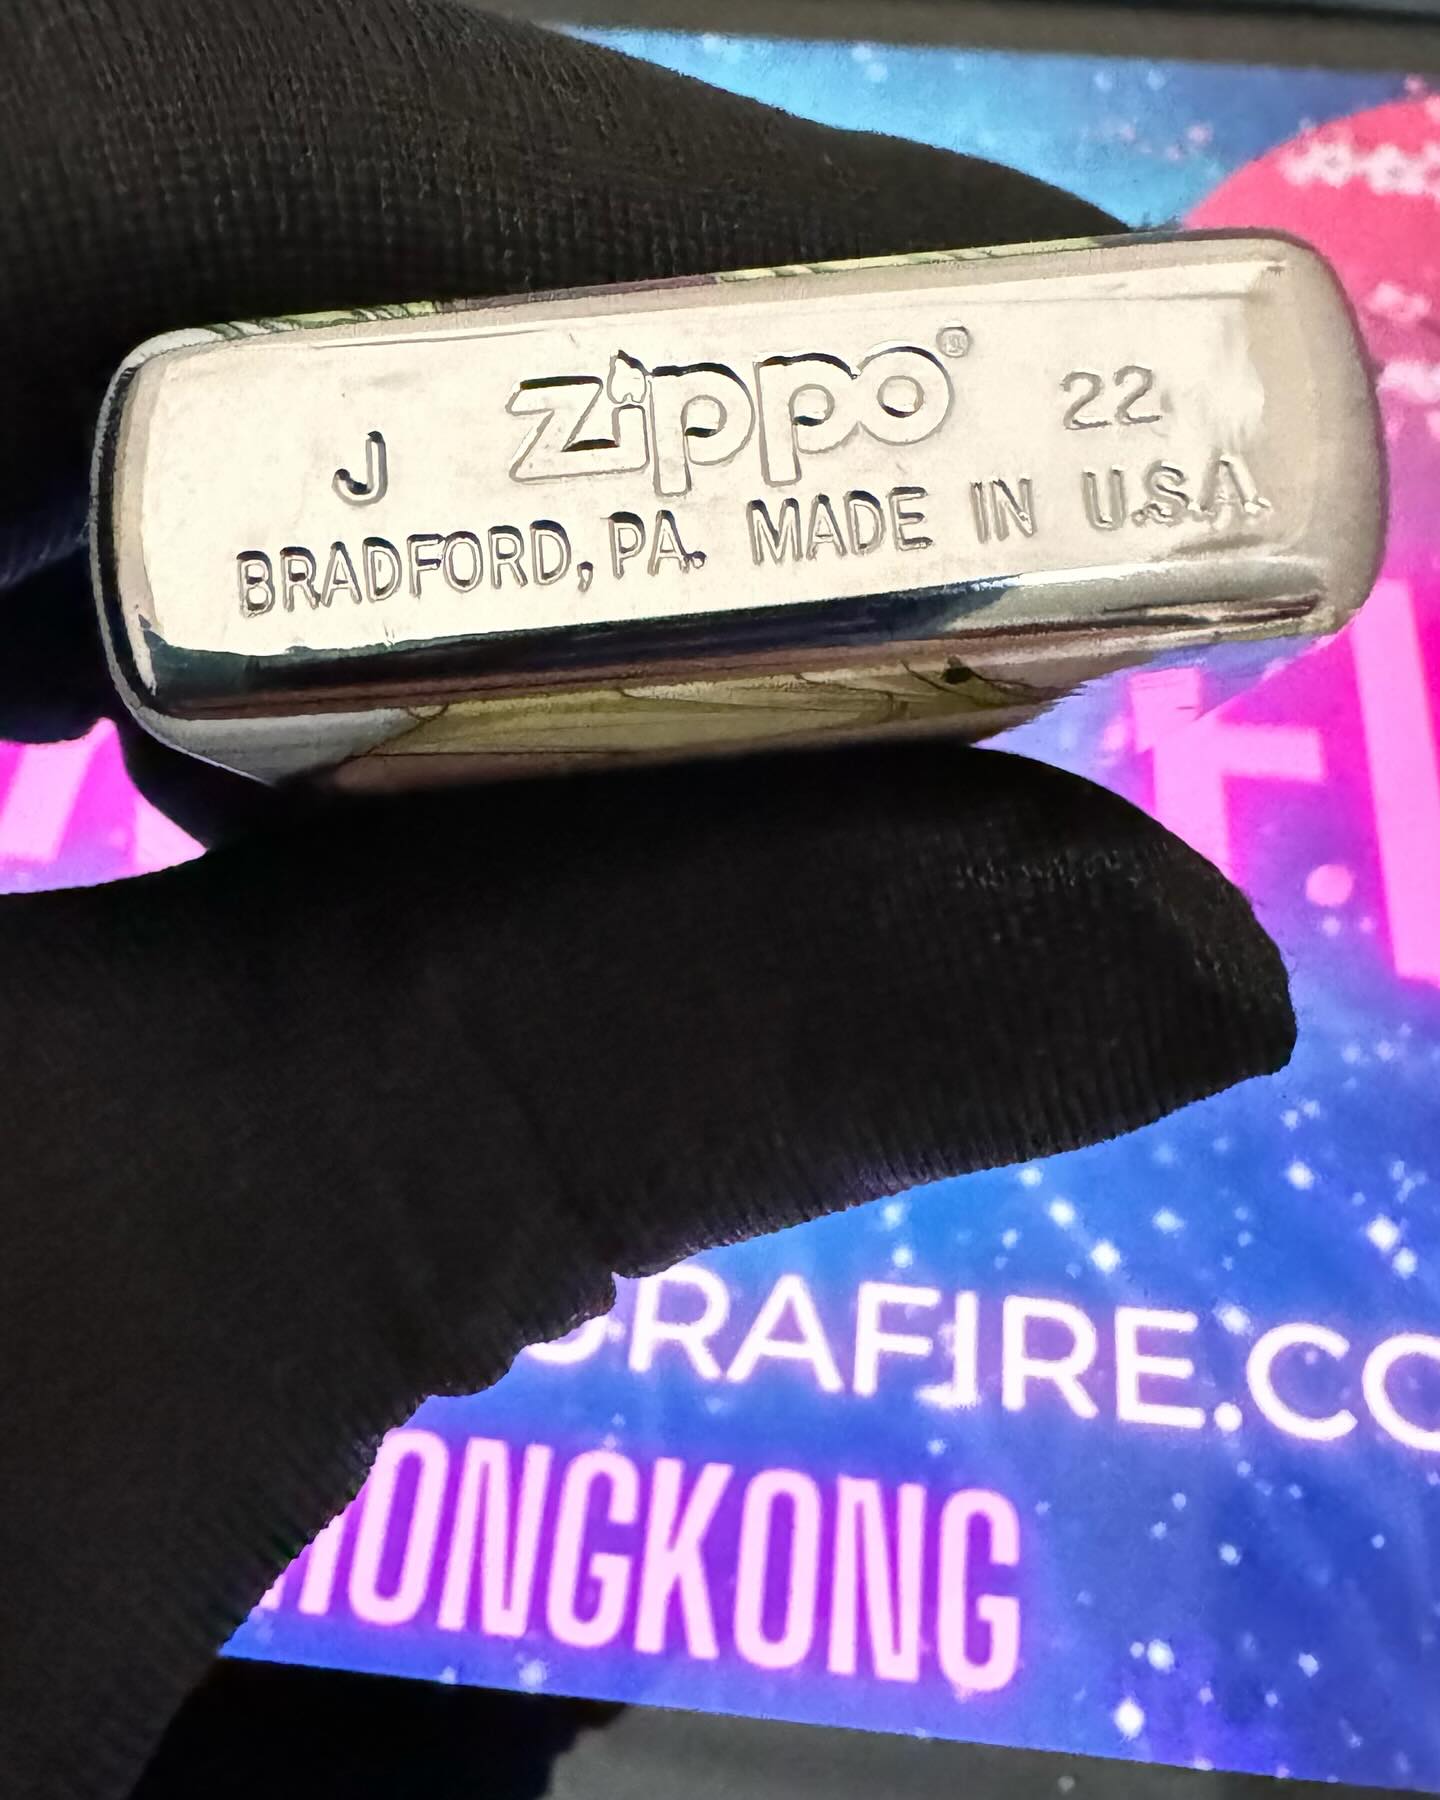 J zippo® 22
BRADFORD, PA. MADE IN U.S.A.
RAFIRE.CO
HONGKONG